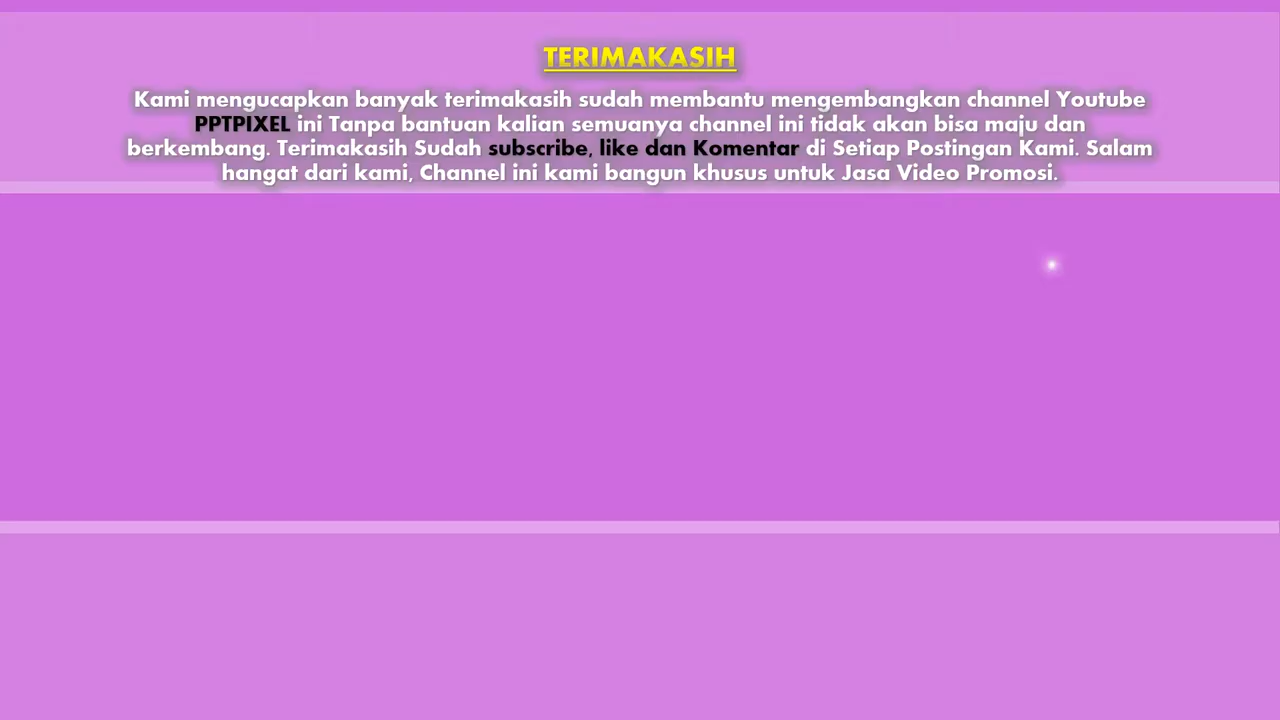 TERIMAKASIH
Kami mengucapkan banyak terimakasih sudah membantu mengembangkan channel Youtube
PPTPIXEL ini Tanpa bantuan kalian semuanya channel ini tidak akan bisa maju dan
berkembang. Terimakasih Sudah subscribe, like dan Komentar di Setiap Postingan Kami. Salam
hangat dari kami, Channel ini kami bangun khusus untuk Jasa Video Promosi.